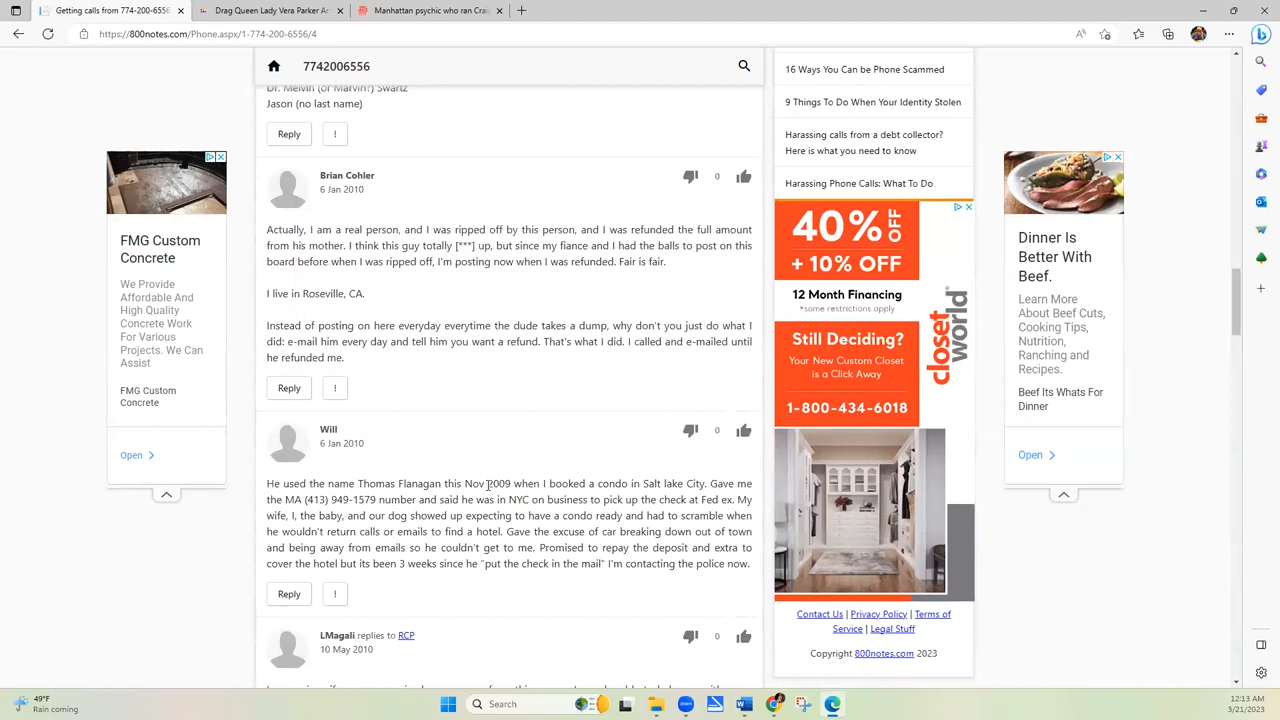 Getting calls from 774-200-6556
Drag Queen Lady Vera Parker Ar
Manhattan psychic who ran Crai
https://800notes.com/Phone.aspx/1-774-200-6556/4
7742006556
Dr. Melvin (or Marvin?) Swartz
Jason (no last name)
Reply
!
Brian Cohler
6 Jan 2010
0
Actually, I am a real person, and I was ripped off by this person, and I was refunded the full amount
from his mother. I think this guy totally [***] up, but since my fiance and I had the balls to post on this
board before when I was ripped off, I'm posting now when I was refunded. Fair is fair.
I live in Roseville, CA.
Instead of posting on here everyday everytime the dude takes a dump, why don't you just do what I
did: e-mail him every day and tell him you want a refund. That's what I did. I called and e-mailed until
he refunded me.
Reply
!
Will
6 Jan 2010
0
He used the name Thomas Flanagan this Nov 2009 when I booked a condo in Salt lake City. Gave me
the MA (413) 949-1579 number and said he was in NYC on business to pick up the check at Fed ex. My
wife, I, the baby, and our dog showed up expecting to have a condo ready and had to scramble when
he wouldn't return calls or emails to find a hotel. Gave the excuse of car breaking down out of town
and being away from emails so he couldn't get to me. Promised to repay the deposit and extra to
cover the hotel but its been 3 weeks since he "put the check in the mail" I'm contacting the police now.
Reply
!
LMagali replies to RCP
10 May 2010
0
16 Ways You Can be Phone Scammed
9 Things To Do When Your Identity Stolen
Harassing calls from a debt collector?
Here is what you need to know
Harassing Phone Calls: What To Do
40% OFF
+ 10% OFF
12 Month Financing
*some restrictions apply
Still Deciding?
Your New Custom Closet
is a Click Away
1-800-434-6018
closet
world
Contact Us | Privacy Policy | Terms of
Service | Legal Stuff
Copyright 800notes.com 2023
FMG Custom
Concrete
We Provide
Affordable And
High Quality
Concrete Work
For Various
Projects. We Can
Assist
FMG Custom
Concrete
Open
Dinner Is
Better With
Beef.
Learn More
About Beef Cuts,
Cooking Tips,
Nutrition,
Ranching and
Recipes.
Beef Its Whats For
Dinner
Open
49°F
Rain coming
Search
12:13 AM
3/21/2023